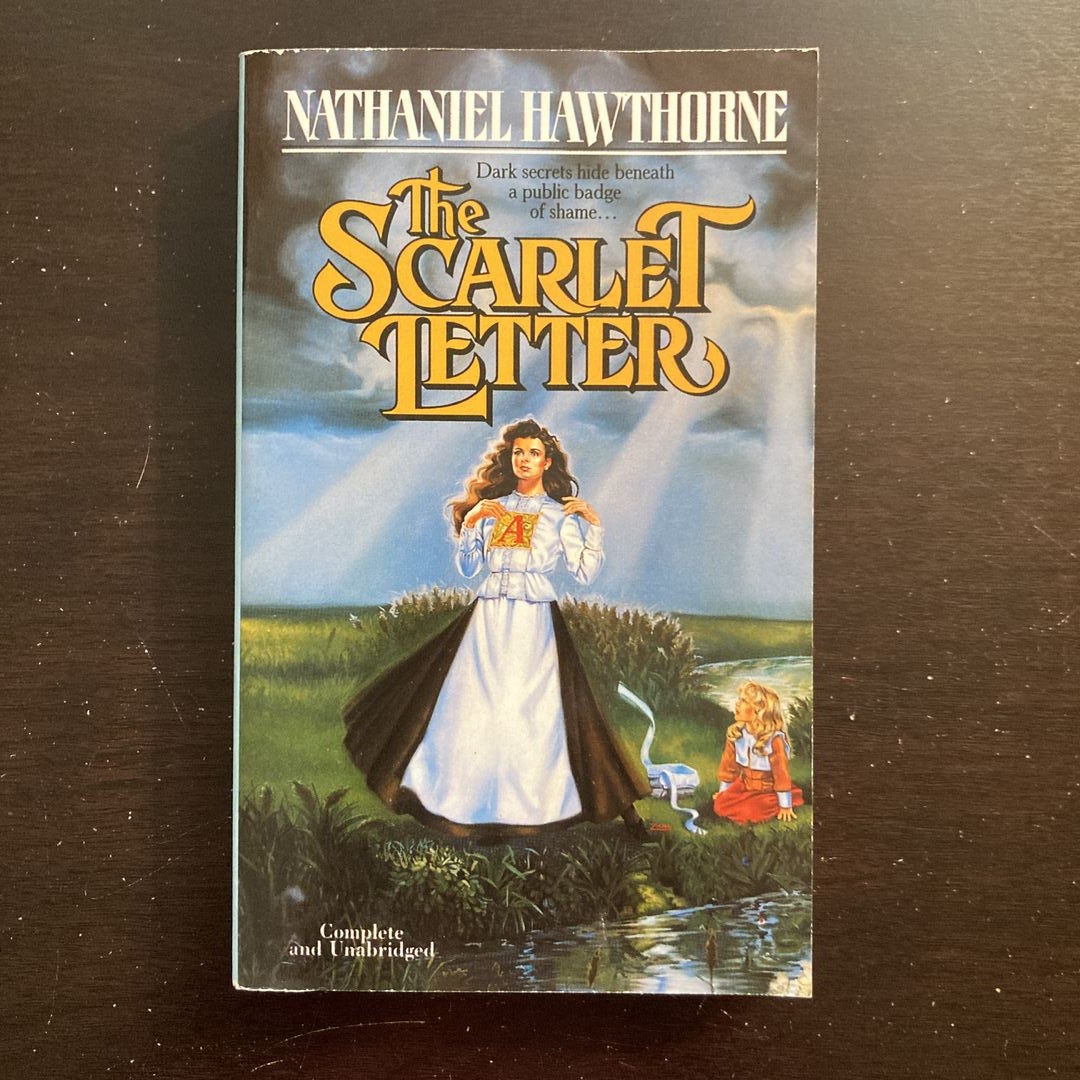 NATHANIEL HAWTHORNE
Dark secrets hide beneath
a public badge
of shame...
The
SCARLET
LETTER
A
Complete
and Unabridged